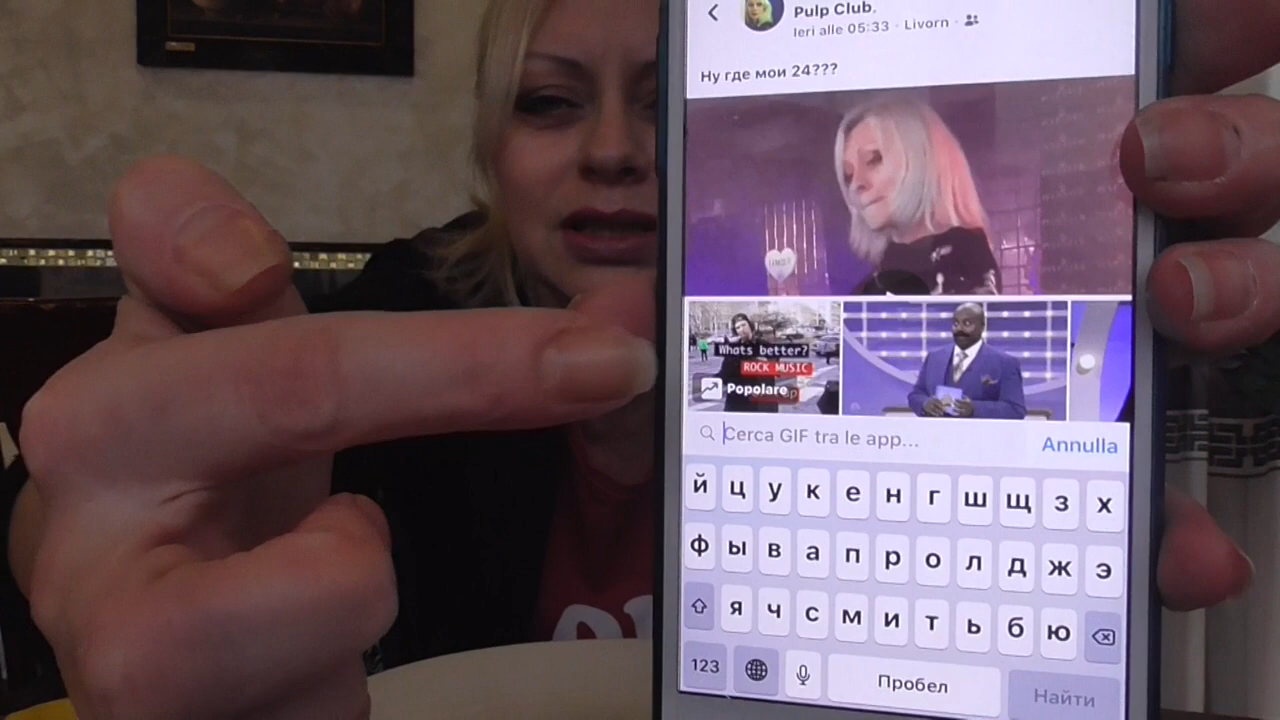 Pulp Club.
Ieri alle 05:33 · Livorn ·
Ну где мои 24???
Whats better?
ROCK MUSIC
Popolare
Cerca GIF tra le app...
Annulla
й ц у к е н г ш щ з х
ф ы в а п р о л д ж э
я ч с м и т ь б ю
123
Пробел
Найти